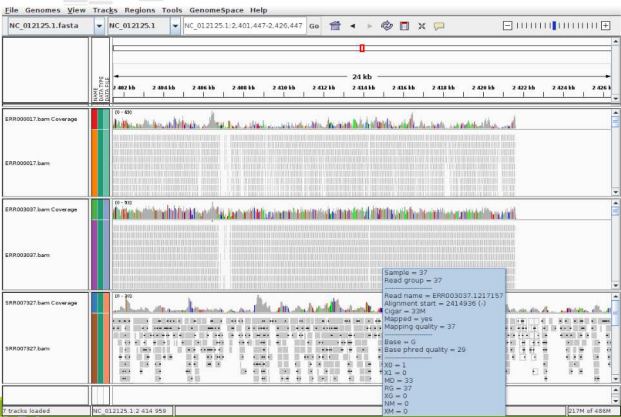 File Genomes View Tracks Regions Tools GenomeSpace Help
NC_012125.1.fasta NC_012125.1 NC_012125.1:2,401,447-2,426,447 Go
24 kb
2 402 kb 2 404 kb 2 406 kb 2 408 kb 2 410 kb 2 412 kb 2 414 kb 2 416 kb 2 418 kb 2 420 kb 2 422 kb 2 424 kb 2 426 k
NAME
DATA TYPE
DATA FILE
ERR000017.bam Coverage
ERR000017.bam
ERR003037.bam Coverage
ERR003037.bam
SRR007327.bam Coverage
SRR007327.bam
Sample = 37
Read group = 37
Read name = ERR003037.1217157
Alignment start = 2414936 (-)
Cigar = 33M
Mapped = yes
Mapping quality = 37
Base = G
Base phred quality = 29
X0 = 1
X1 = 0
MD = 33
RG = 37
XG = 0
NM = 0
XM = 0
7 tracks loaded NC_012125.1:2 414 959 217M of 486M